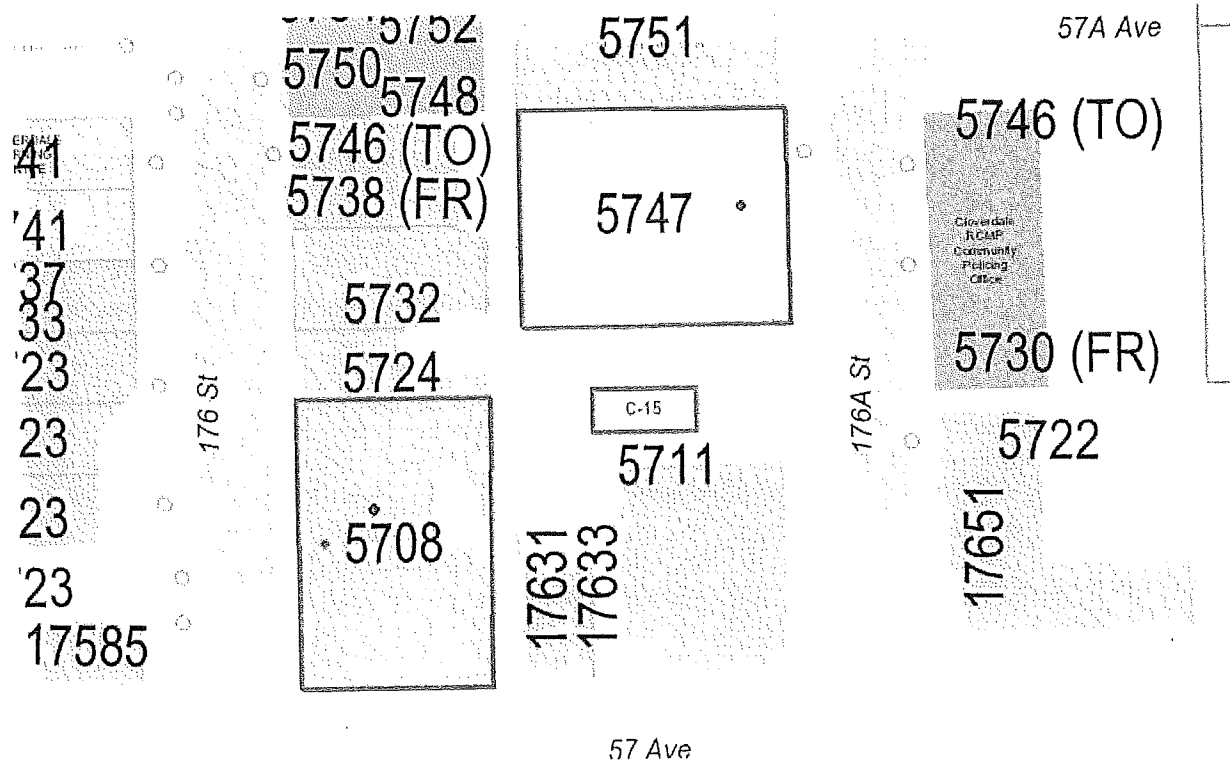 57A Ave
5752
5751
5750
5748
5746 (TO)
5746 (TO)
41
5738 (FR)
5747
'41
Cloverdale
RCMP
Community
Policing
Office
37
33
5732
'23
5724
5730 (FR)
176 St
176A St
C-15
23
5711
5722
23
5708
17631
17633
17651
'23
17585
57 Ave